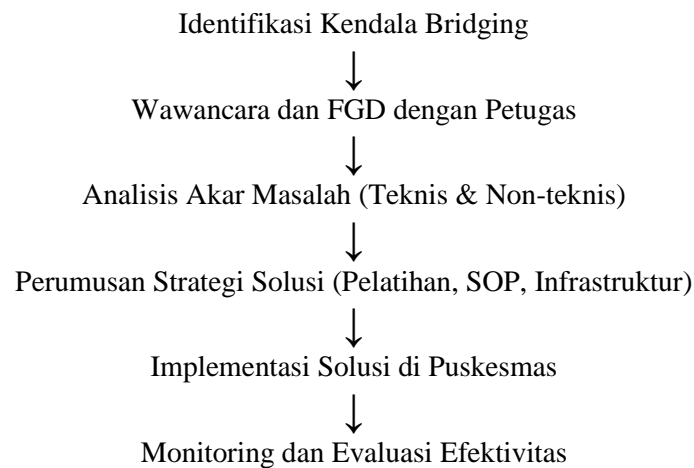 Identifikasi Kendala Bridging
Wawancara dan FGD dengan Petugas
Analisis Akar Masalah (Teknis & Non-teknis)
Perumusan Strategi Solusi (Pelatihan, SOP, Infrastruktur)
Implementasi Solusi di Puskesmas
Monitoring dan Evaluasi Efektivitas